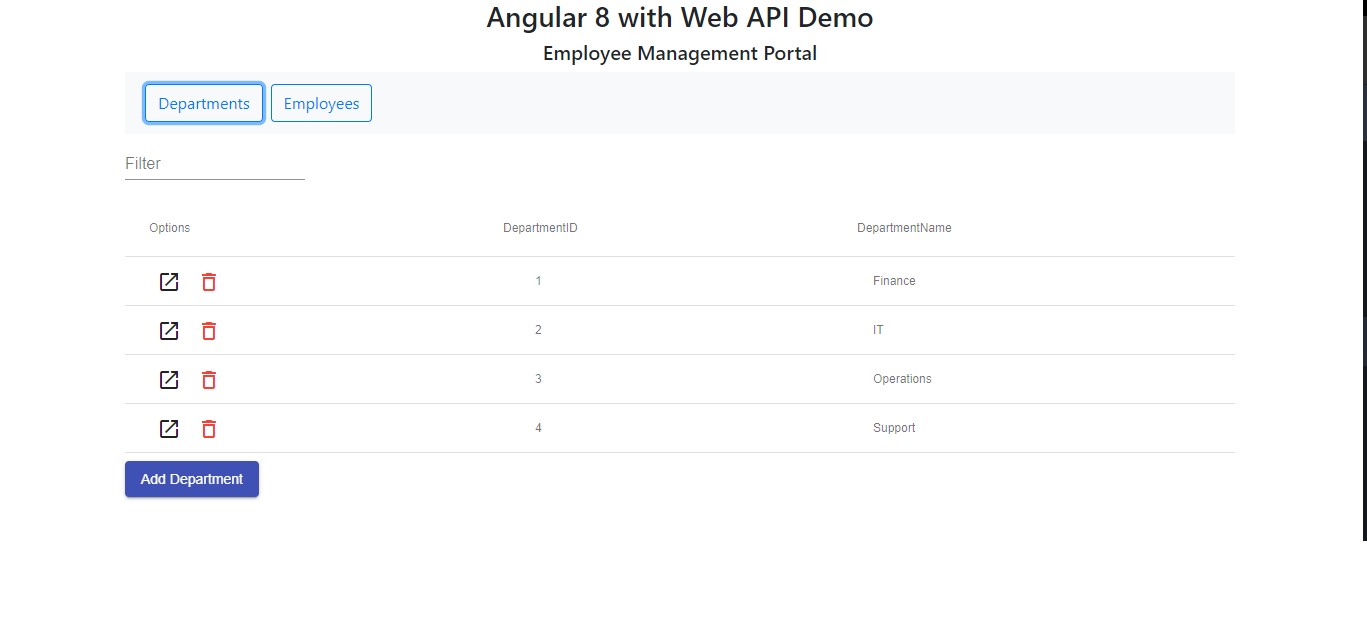 Angular 8 with Web API Demo
Employee Management Portal
Departments Employees
Filter
Options DepartmentID DepartmentName
1 Finance
2 IT
3 Operations
4 Support
Add Department